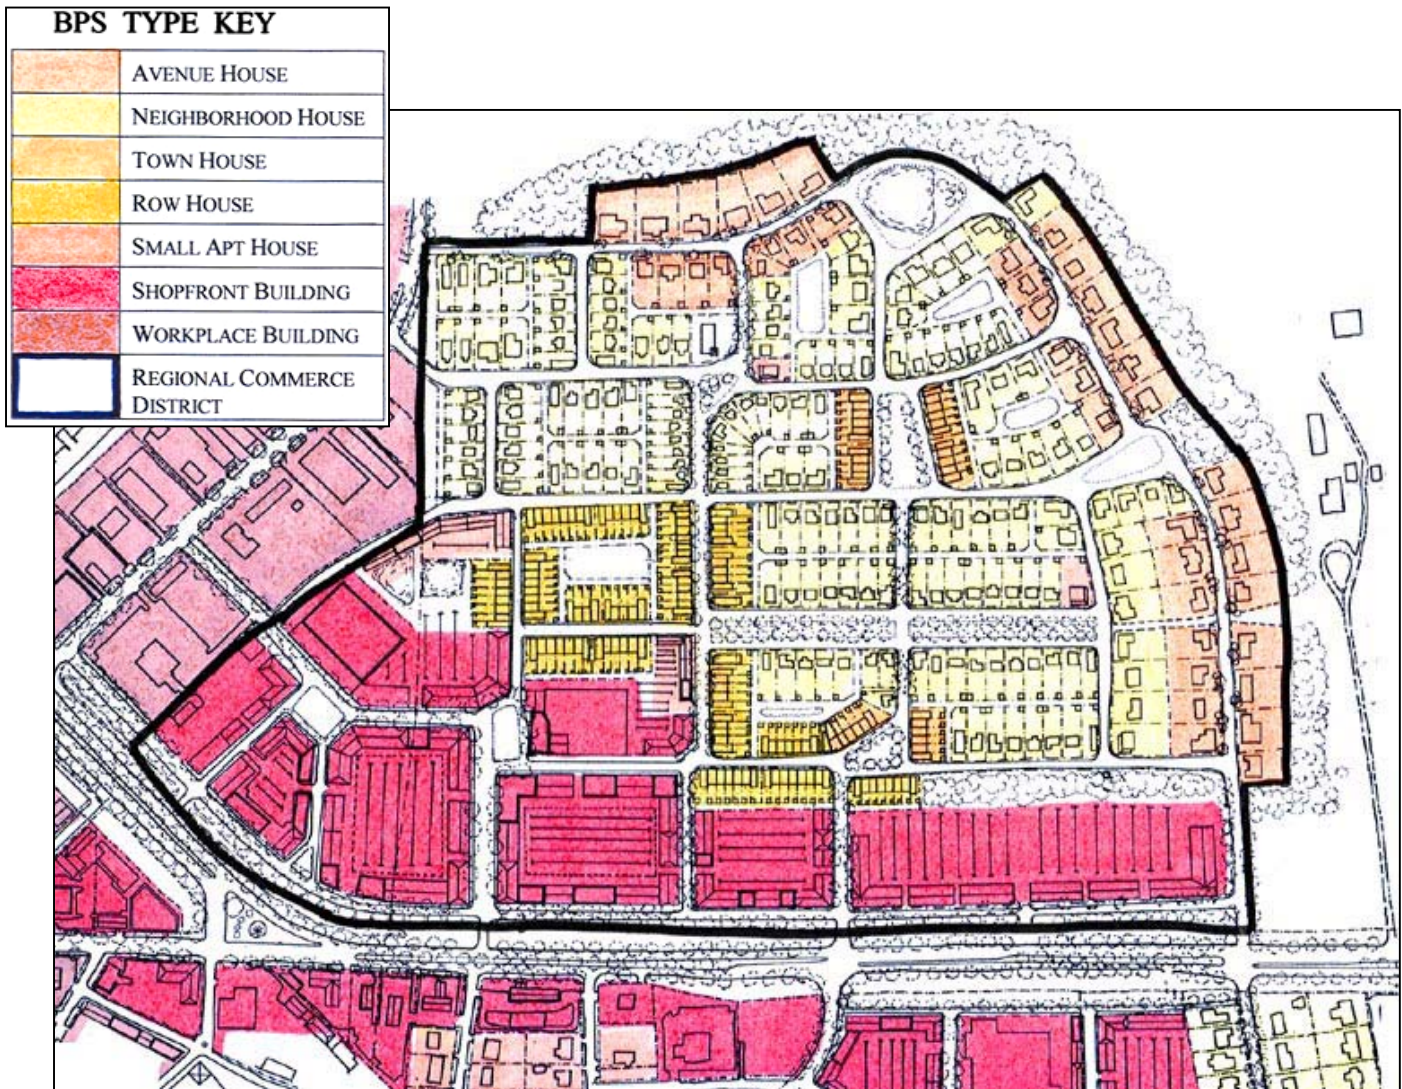 BPS TYPE KEY
AVENUE HOUSE
NEIGHBORHOOD HOUSE
TOWN HOUSE
ROW HOUSE
SMALL APT HOUSE
SHOPFRONT BUILDING
WORKPLACE BUILDING
REGIONAL COMMERCE
DISTRICT